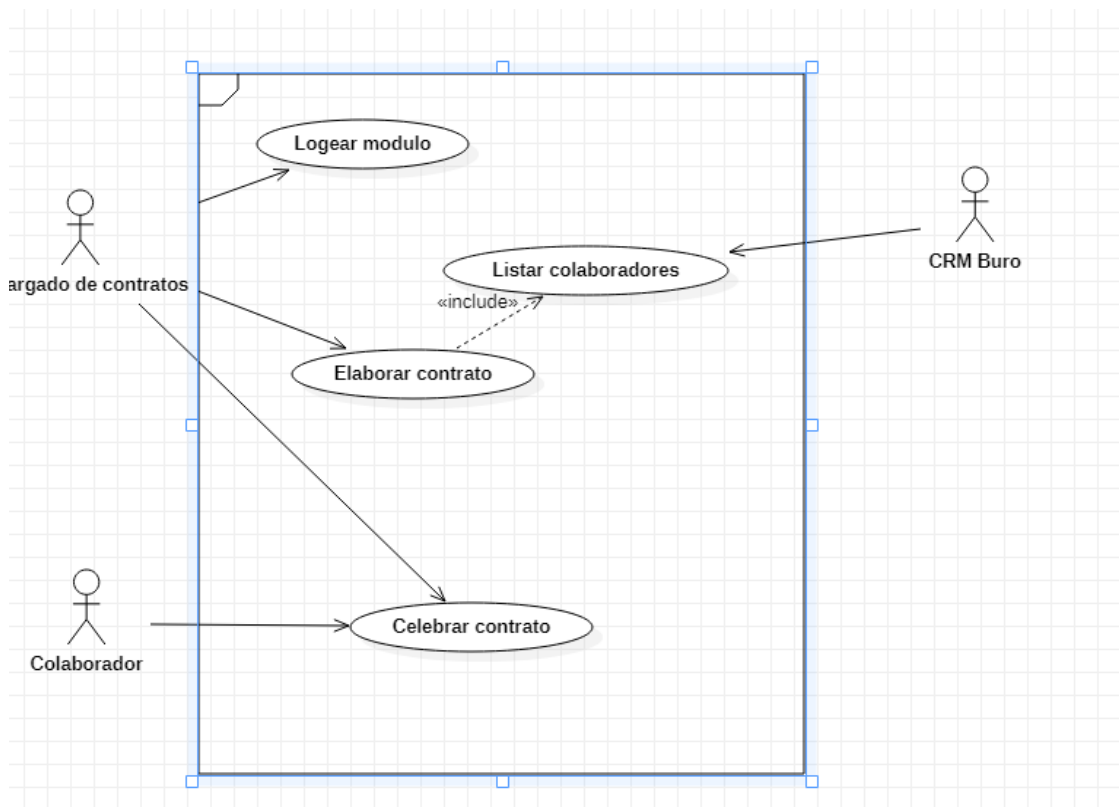 Logear modulo
CRM Buro
Listar colaboradores
argado de contratos
«include»
Elaborar contrato
Celebrar contrato
Colaborador